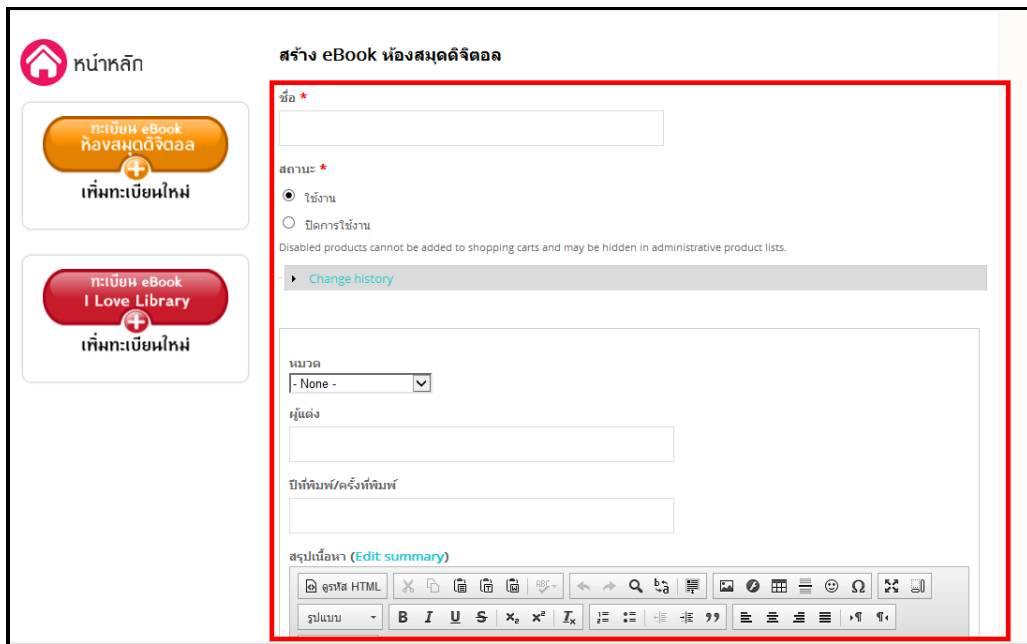 หน้าหลัก
ทะเบียน eBook
ห้องสมุดดิจิตอล
เพิ่มทะเบียนใหม่
ทะเบียน eBook
I Love Library
เพิ่มทะเบียนใหม่
สร้าง eBook ห้องสมุดดิจิตอล
ชื่อ *
สถานะ *
ใช้งาน
ปิดการใช้งาน
Disabled products cannot be added to shopping carts and may be hidden in administrative product lists.
Change history
หมวด
- None -
ผู้แต่ง
ปีที่พิมพ์/ครั้งที่พิมพ์
สรุปเนื้อหา (Edit summary)
ดูรหัส HTML
รูปแบบ B I U S x₂ x² Tx